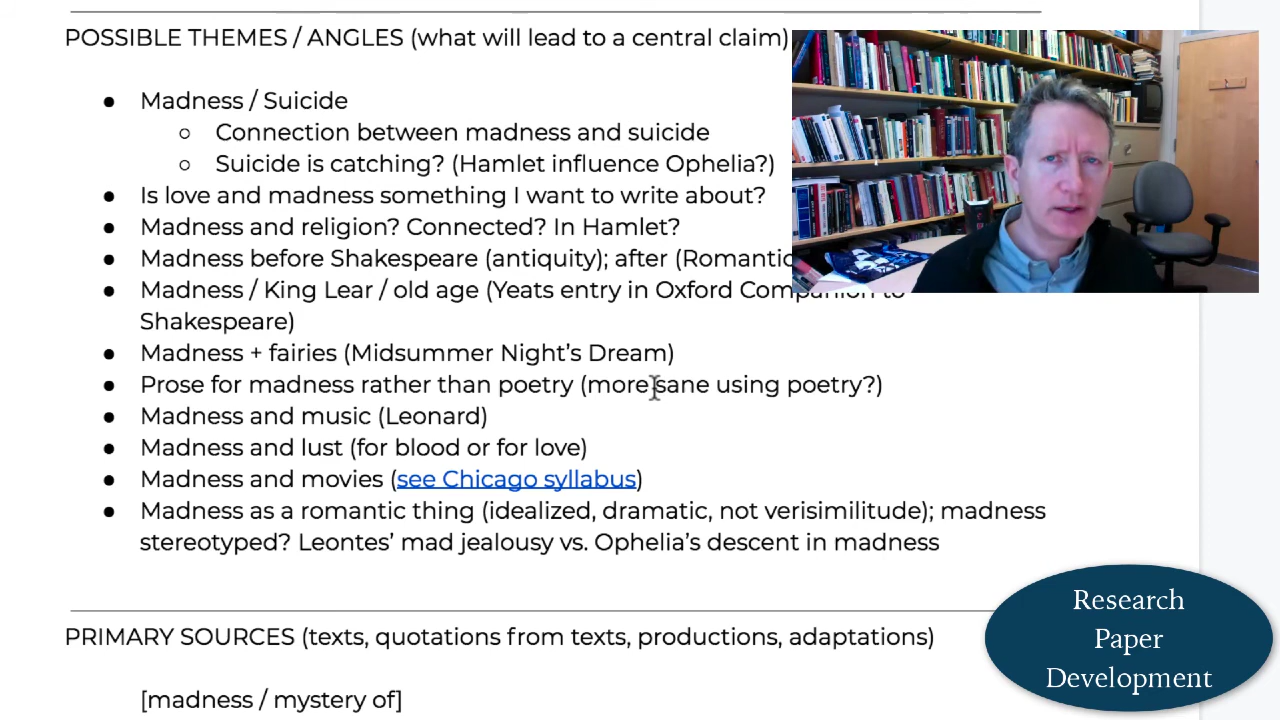 POSSIBLE THEMES / ANGLES (what will lead to a central claim)
● Madness / Suicide
○ Connection between madness and suicide
○ Suicide is catching? (Hamlet influence Ophelia?)
● Is love and madness something I want to write about?
● Madness and religion? Connected? In Hamlet?
● Madness before Shakespeare (antiquity); after
● Madness / King Lear / old age (Yeats entry in Oxford Companion to
Shakespeare)
● Madness + fairies (Midsummer Night's Dream)
● Prose for madness rather than poetry (more sane using poetry?)
● Madness and music (Leonard)
● Madness and lust (for blood or for love)
● Madness and movies (see Chicago syllabus)
● Madness as a romantic thing (idealized, dramatic, not verisimilitude); madness
stereotyped? Leontes' mad jealousy vs. Ophelia's descent in madness
PRIMARY SOURCES (texts, quotations from texts, productions, adaptations)
[madness / mystery of]
Research
Paper
Development